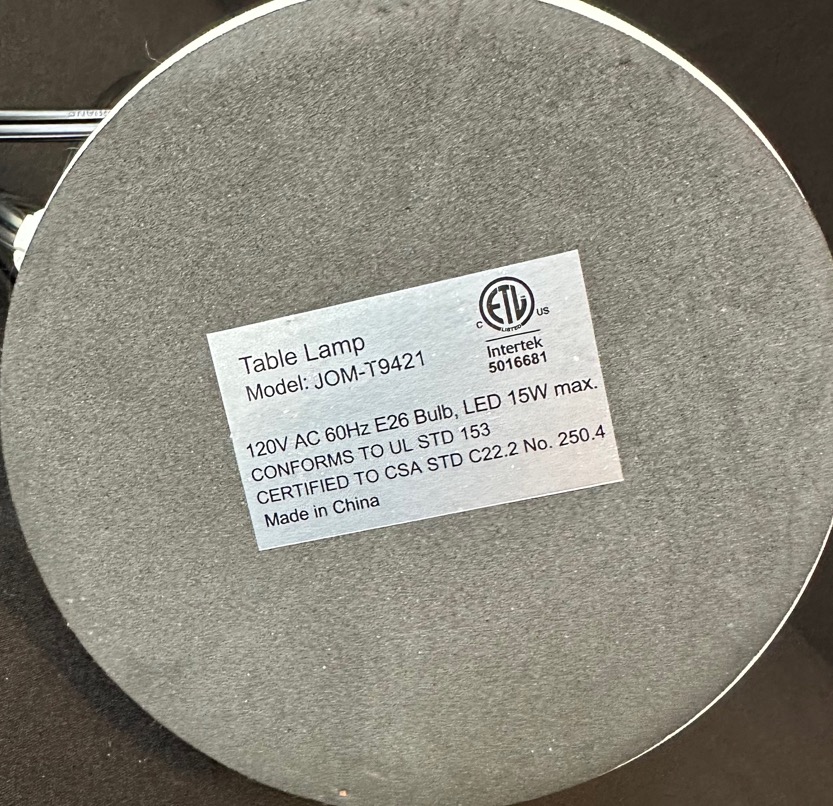 ETL
C
US
LISTED
Intertek
5016681
Table Lamp
Model: JOM-T9421
120V AC 60Hz E26 Bulb, LED 15W max.
CONFORMS TO UL STD 153
CERTIFIED TO CSA STD C22.2 No. 250.4
Made in China